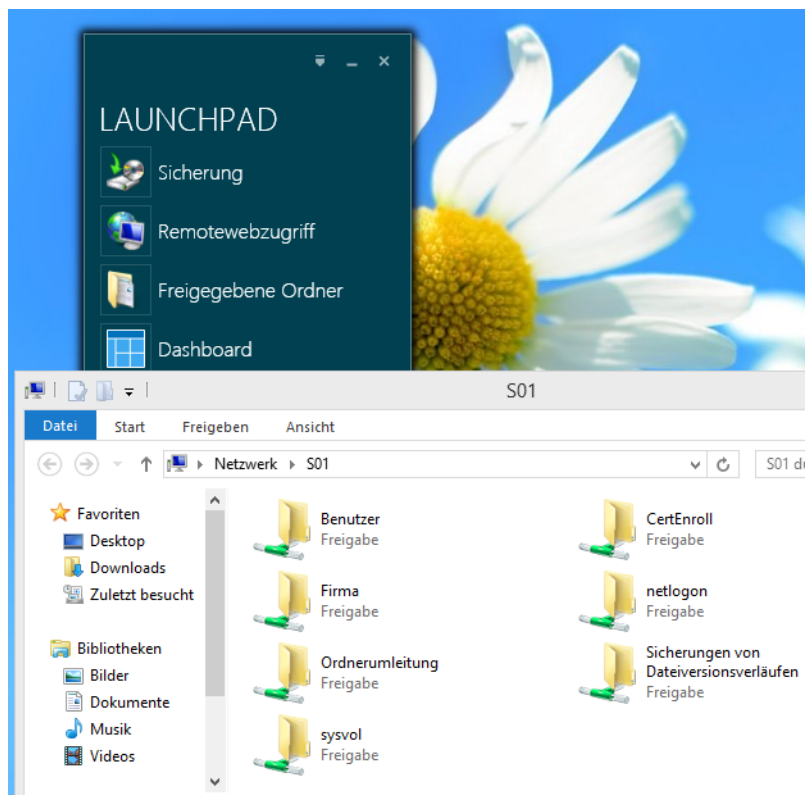 LAUNCHPAD
Sicherung
Remotewebzugriff
Freigegebene Ordner
Dashboard
S01
Datei Start Freigeben Ansicht
Netzwerk S01
S01
Favoriten
Desktop
Downloads
Zuletzt besucht
Bibliotheken
Bilder
Dokumente
Musik
Videos
Benutzer
Freigabe
CertEnroll
Freigabe
Firma
Freigabe
netlogon
Freigabe
Ordnerumleitung
Freigabe
Sicherungen von
Dateiversionsverläufen
Freigabe
sysvol
Freigabe